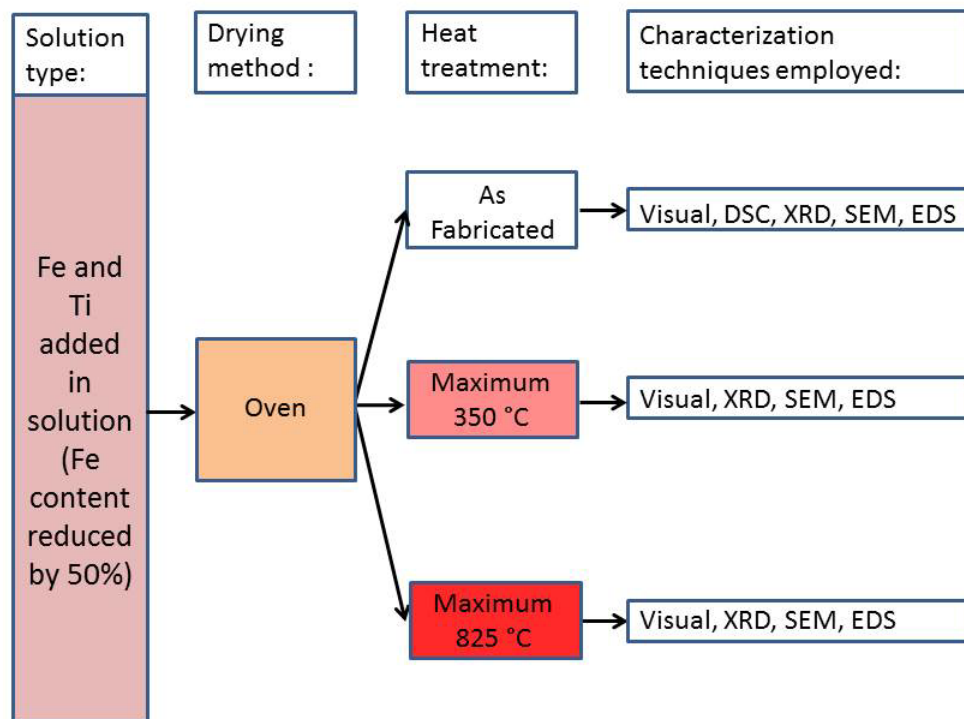 Solution
type:
Drying
method :
Heat
treatment:
Characterization
techniques employed:
Fe and
Ti
added
in
solution
(Fe
content
reduced
by 50%)
Oven
As
Fabricated
Visual, DSC, XRD, SEM, EDS
Maximum
350 °C
Visual, XRD, SEM, EDS
Maximum
825 °C
Visual, XRD, SEM, EDS